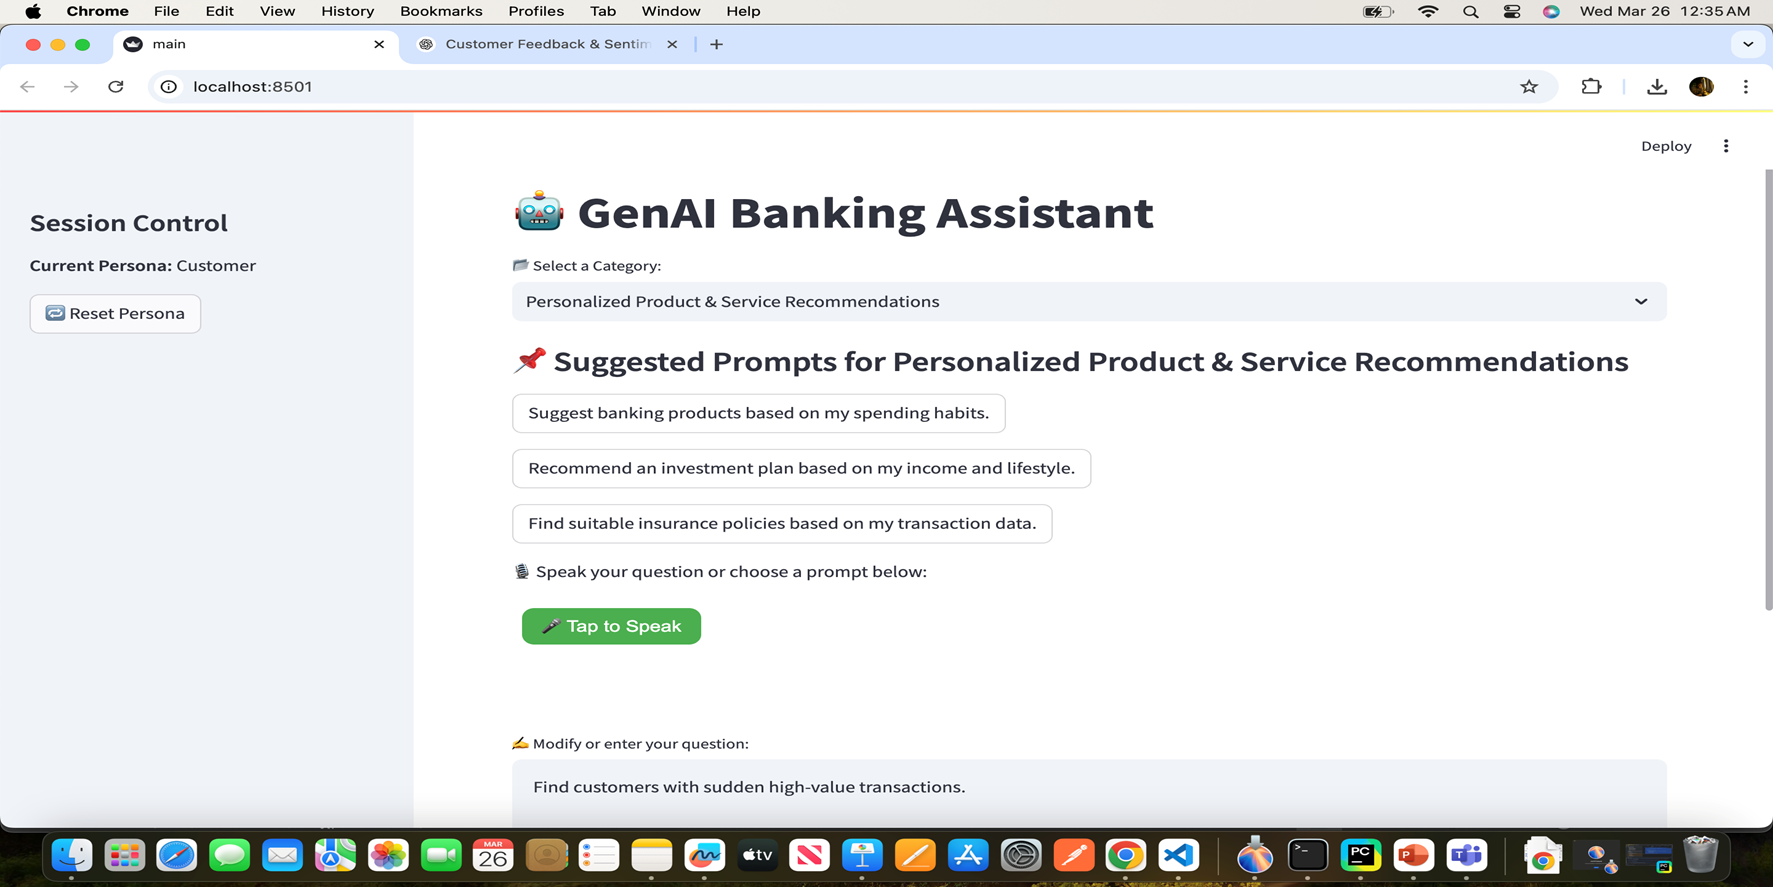 Chrome File Edit View History Bookmarks Profiles Tab Window Help Wed Mar 26 12:35 AM
main Customer Feedback & Sentim
localhost:8501
Deploy
Session Control
Current Persona: Customer
Reset Persona
GenAI Banking Assistant
Select a Category:
Personalized Product & Service Recommendations
Suggested Prompts for Personalized Product & Service Recommendations
Suggest banking products based on my spending habits.
Recommend an investment plan based on my income and lifestyle.
Find suitable insurance policies based on my transaction data.
Speak your question or choose a prompt below:
Tap to Speak
Modify or enter your question:
Find customers with sudden high-value transactions.
MAR
26
tv
PC
P